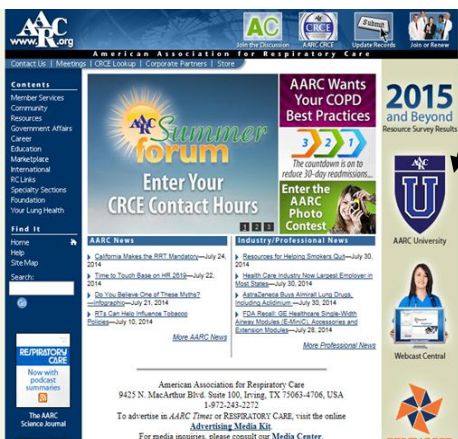 AARC
www. .org
AC
CRCE
Submit
Join the Discussion
AARC CRCE
Update Records
Join or Renew
American Association for Respiratory Care
Contact Us | Meetings | CRCE Lookup | Corporate Partners | Store
Contents
Member Services
Community
Resources
Government Affairs
Career
Education
Marketplace
International
RC Links
Specialty Sections
Foundation
Your Lung Health
Find It
Home
Help
Site Map
Search:
Go
RESPIRATORY
CARE
Now with
podcast
summaries
The AARC
Science Journal
AARC
Summer
forum
Enter Your
CRCE Contact Hours
1 2 3
AARC Wants
Your COPD
Best Practices
3 2 1
The countdown is on to
reduce 30-day readmissions...
Enter the
AARC
Photo
Contest
AARC News
California Makes the RRT Mandatory—July 24,
2014
Time to Touch Base on HR 2619—July 22,
2014
Do You Believe One of These Myths?
—Infographic—July 21, 2014
RTs Can Help Influence Tobacco
Policies—July 10, 2014
More AARC News
Industry/Professional News
Resources for Helping Smokers Quit—July 30,
2014
Health Care Industry Now Largest Employer in
Most States—July 30, 2014
AstraZeneca Buys Almirall Lung Drugs,
Including Aclidinium—July 30, 2014
FDA Recall: GE Healthcare Single-Width
Airway Modules (E-MiniC), Accessories and
Extension Modules—July 28, 2014
More Professional News
American Association for Respiratory Care
9425 N. MacArthur Blvd. Suite 100, Irving, TX 75063-4706, USA
1-972-243-2272
To advertise in AARC Times or RESPIRATORY CARE, visit the online
Advertising Media Kit.
For media inquiries, please consult our Media Center.
2015
and Beyond
Resource Survey Results
AARC
U
AARC University
Webcast Central